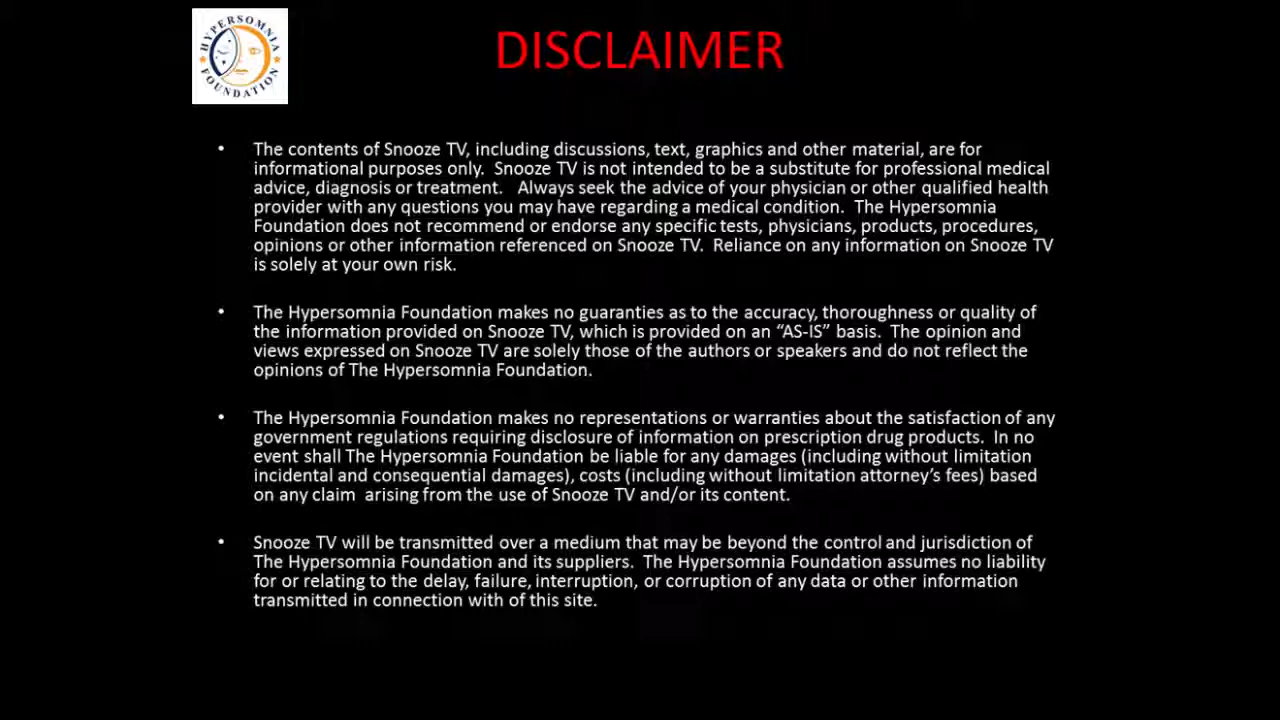 HYPERSOMNIA
FOUNDATION
DISCLAIMER
• The contents of Snooze TV, including discussions, text, graphics and other material, are for
informational purposes only.  Snooze TV is not intended to be a substitute for professional medical
advice, diagnosis or treatment.   Always seek the advice of your physician or other qualified health
provider with any questions you may have regarding a medical condition.  The Hypersomnia
Foundation does not recommend or endorse any specific tests, physicians, products, procedures,
opinions or other information referenced on Snooze TV.  Reliance on any information on Snooze TV
is solely at your own risk.
• The Hypersomnia Foundation makes no guaranties as to the accuracy, thoroughness or quality of
the information provided on Snooze TV, which is provided on an “AS-IS” basis.  The opinion and
views expressed on Snooze TV are solely those of the authors or speakers and do not reflect the
opinions of The Hypersomnia Foundation.
• The Hypersomnia Foundation makes no representations or warranties about the satisfaction of any
government regulations requiring disclosure of information on prescription drug products.  In no
event shall The Hypersomnia Foundation be liable for any damages (including without limitation
incidental and consequential damages), costs (including without limitation attorney’s fees) based
on any claim  arising from the use of Snooze TV and/or its content.
• Snooze TV will be transmitted over a medium that may be beyond the control and jurisdiction of
The Hypersomnia Foundation and its suppliers.  The Hypersomnia Foundation assumes no liability
for or relating to the delay, failure, interruption, or corruption of any data or other information
transmitted in connection with of this site.